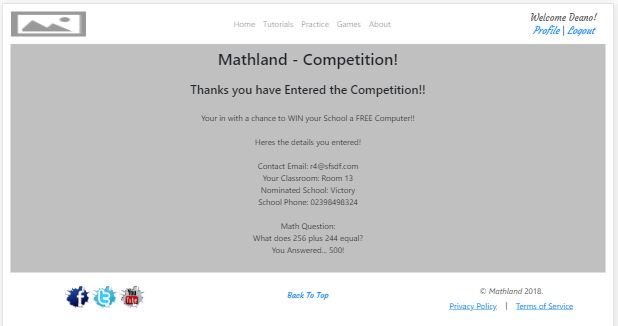 Home Tutorials Practice Games About
Welcome Deano!
Profile | Logout
Mathland - Competition!
Thanks you have Entered the Competition!!
Your in with a chance to WIN your School a FREE Computer!!
Heres the details you entered!
Contact Email: r4@sfsdf.com
Your Classroom: Room 13
Nominated School: Victory
School Phone: 02398498324
Math Question:
What does 256 plus 244 equal?
You Answered... 500!
You Tube
Back To Top
© Mathland 2018.
Privacy Policy | Terms of Service